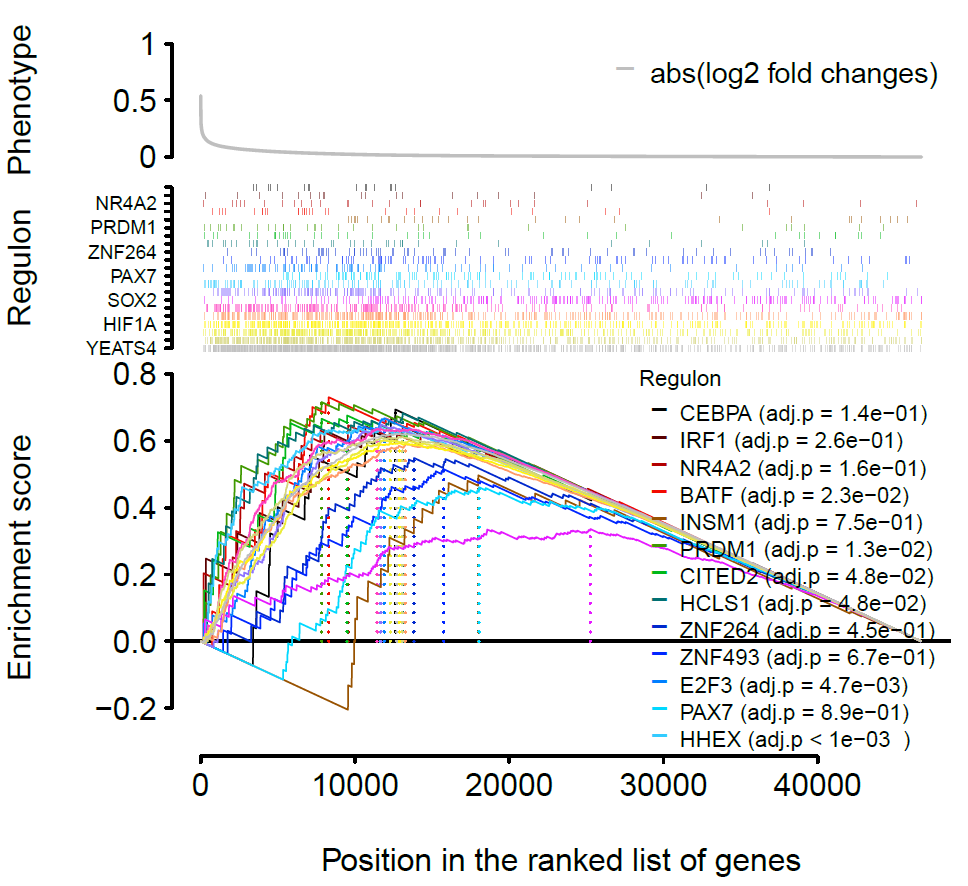 Phenotype
1
0.5
0
abs(log2 fold changes)
Regulon
NR4A2
PRDM1
ZNF264
PAX7
SOX2
HIF1A
YEATS4
Enrichment score
0.8
0.6
0.4
0.2
0.0
−0.2
Regulon
CEBPA (adj.p = 1.4e−01)
IRF1 (adj.p = 2.6e−01)
NR4A2 (adj.p = 1.6e−01)
BATF (adj.p = 2.3e−02)
INSM1 (adj.p = 7.5e−01)
PRDM1 (adj.p = 1.3e−02)
CITED2 (adj.p = 4.8e−02)
HCLS1 (adj.p = 4.8e−02)
ZNF264 (adj.p = 4.5e−01)
ZNF493 (adj.p = 6.7e−01)
E2F3 (adj.p = 4.7e−03)
PAX7 (adj.p = 8.9e−01)
HHEX (adj.p < 1e−03  )
0 10000 20000 30000 40000
Position in the ranked list of genes